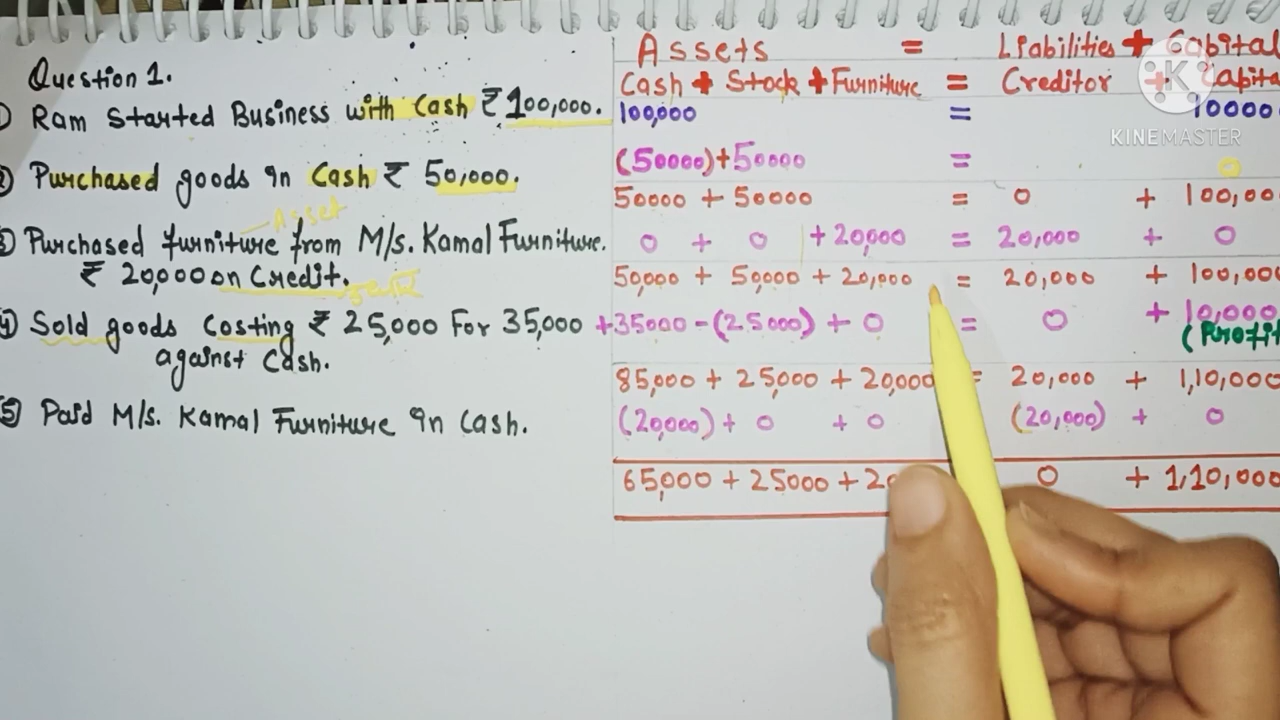 Question 1.
Ram Started Business with Cash ₹ 100,000.
Purchased goods in Cash ₹ 50,000.
Asset
Purchased furniture from M/s. Kamal Furniture.
₹ 20,000 on Credit.
④ Sold goods Costing ₹ 25,000 For 35,000
against Cash.
⑤ Paid M/s. Kamal Furniture in Cash.
Assets = Liabilities + Capital
Cash + Stock + Furniture = Creditor + Capita
100,000 = 10000
(50000)+50000 = 0
50000 + 50000 = 0 + 100,00
0 + 0 + 20,000 = 20,000 + 0
50,000 + 50,000 + 20,000 = 20,000 + 100,000
+35000 - (25000) + 0 = 0 + 10,000
(Profit
85,000 + 25,000 + 20,000 = 20,000 + 1,10,000
(20,000) + 0 + 0 (20,000) + 0
65,000 + 25000 + 20 0 + 1,10,000
K
KINEMASTER